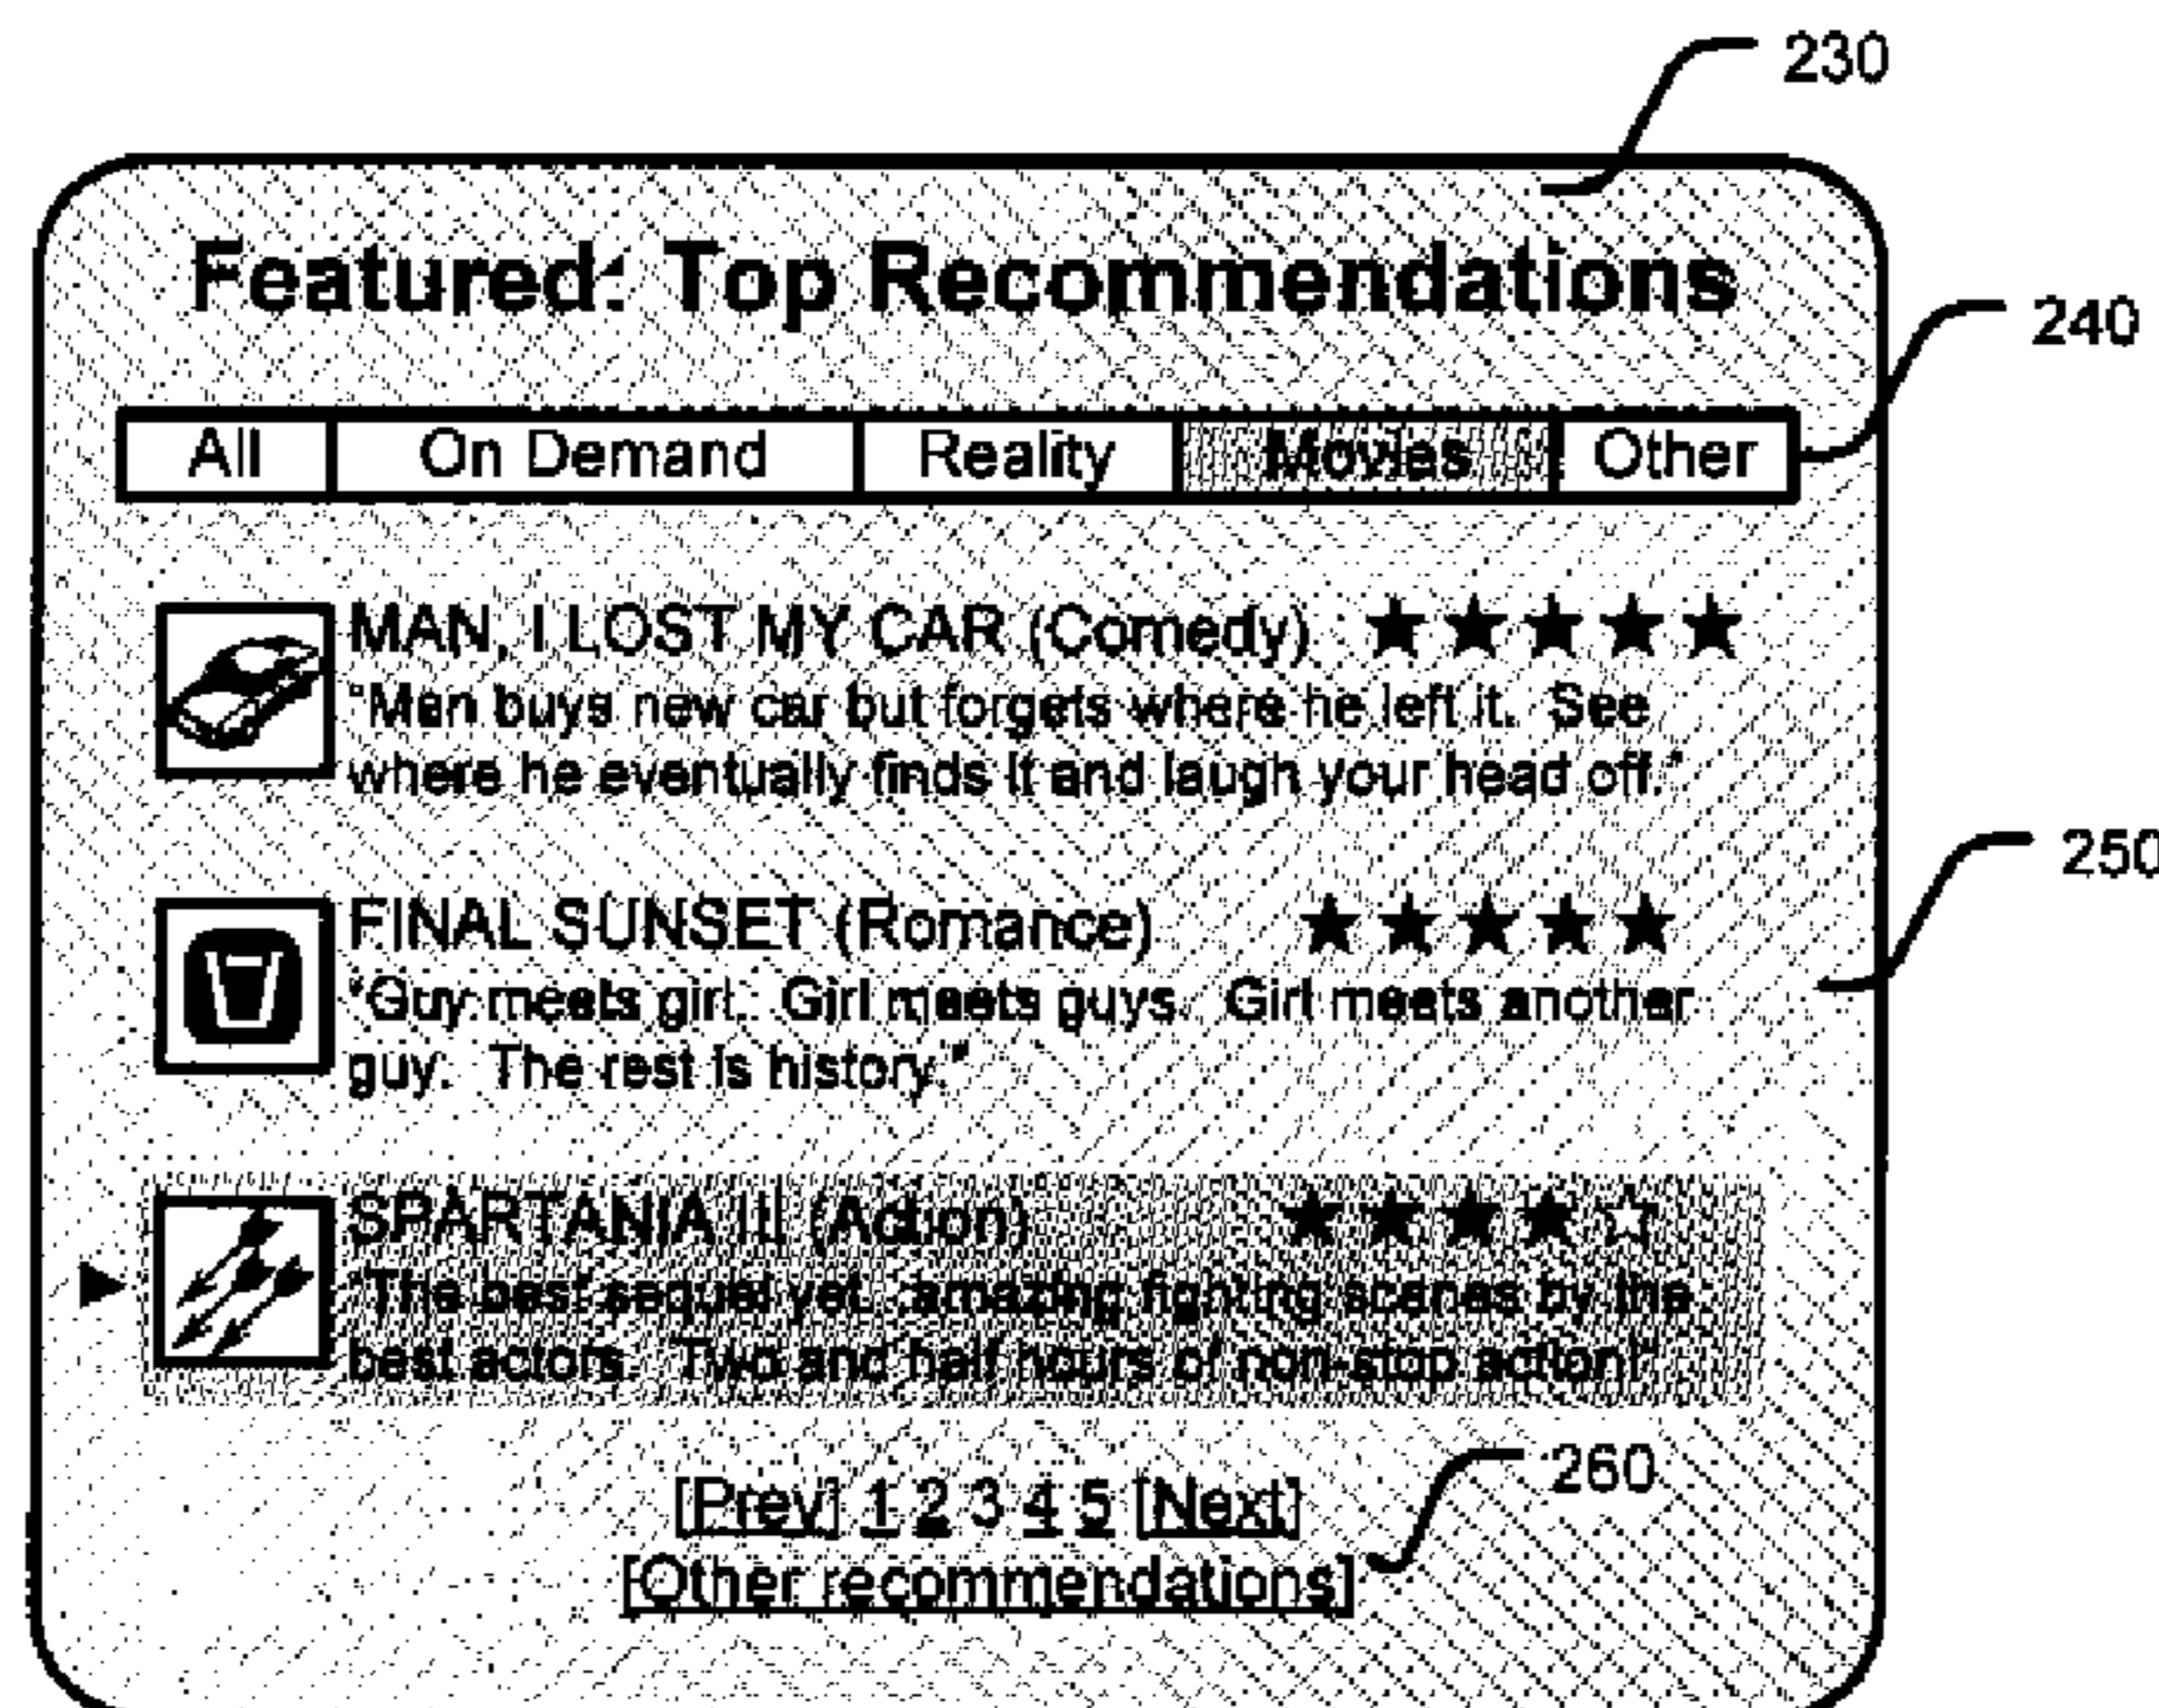 230
Featured: Top Recommendations
240
All On Demand Reality Movies Other
MAN, I LOST MY CAR (Comedy)
"Man buys new car but forgets where he left it. See
where he eventually finds it and laugh your head off."
250
FINAL SUNSET (Romance)
"Guy meets girl. Girl meets guys. Girl meets another
guy. The rest is history."
SPARTANIA III (Action)
"The best sequel yet. amazing fighting scenes by the
best actors. Two and half hours of non-stop action!"
260
[Prev] 1 2 3 4 5 [Next]
[Other recommendations]